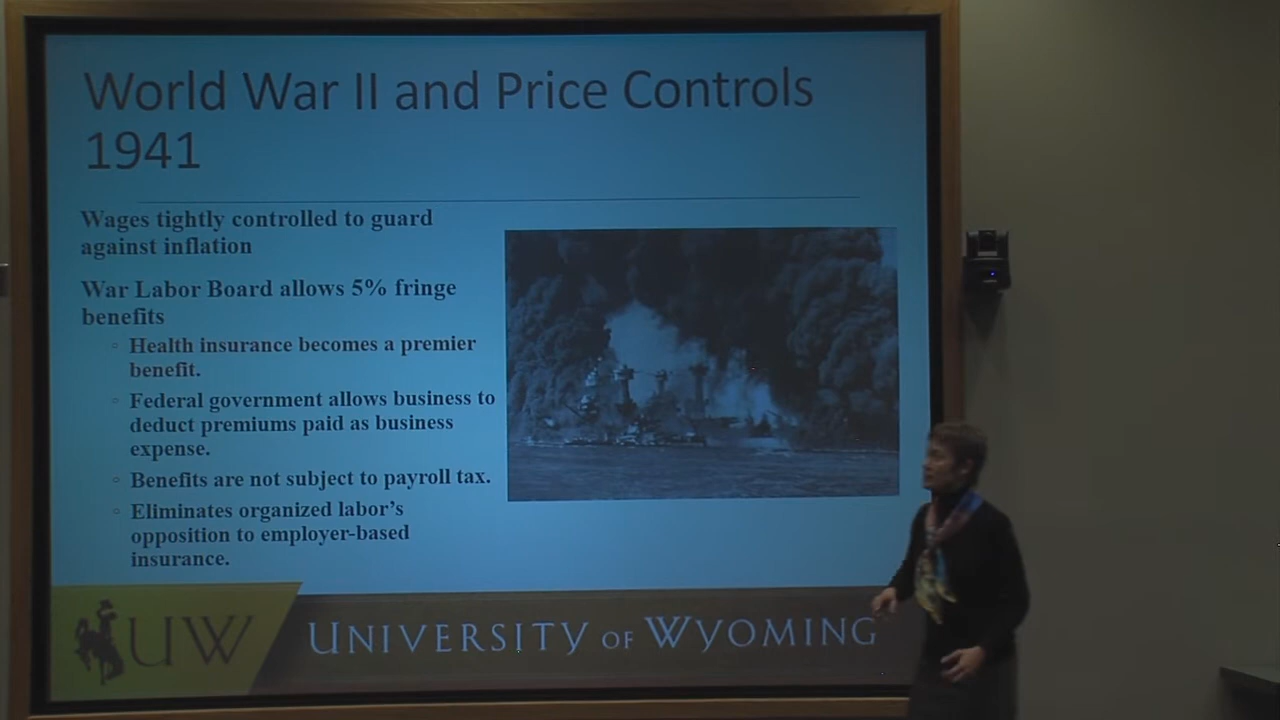 World War II and Price Controls
1941
Wages tightly controlled to guard
against inflation
War Labor Board allows 5% fringe
benefits
Health insurance becomes a premier
benefit.
Federal government allows business to
deduct premiums paid as business
expense.
Benefits are not subject to payroll tax.
Eliminates organized labor's
opposition to employer-based
insurance.
UW
UNIVERSITY OF WYOMING